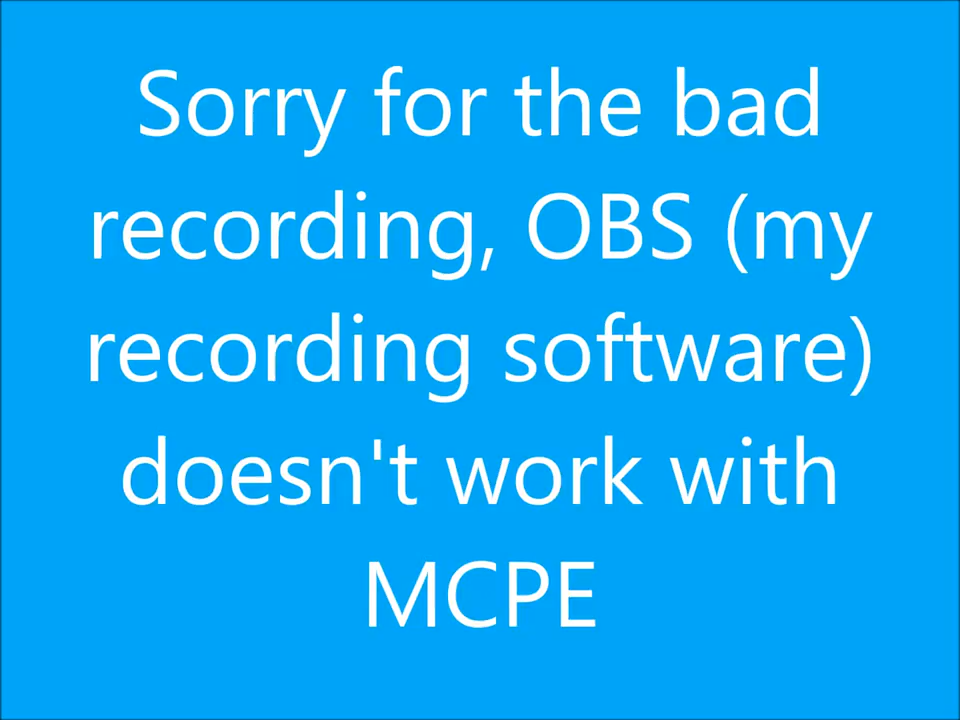 Sorry for the bad
recording, OBS (my
recording software)
doesn't work with
MCPE